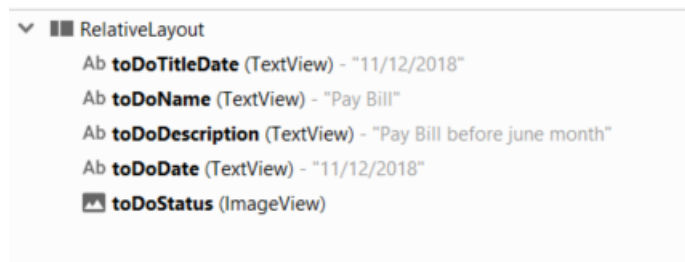 RelativeLayout
Ab toDoTitleDate (TextView) - "11/12/2018"
Ab toDoName (TextView) - "Pay Bill"
Ab toDoDescription (TextView) - "Pay Bill before june month"
Ab toDoDate (TextView) - "11/12/2018"
toDoStatus (ImageView)